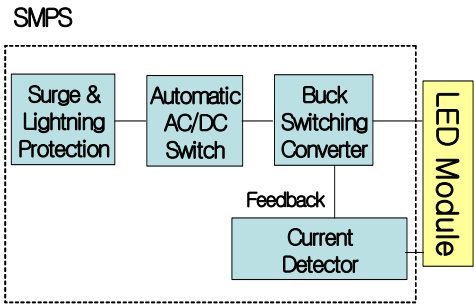 SMPS
Surge &
Lightning
Protection
Automatic
AC/DC
Switch
Buck
Switching
Converter
LED Module
Feedback
Current
Detector